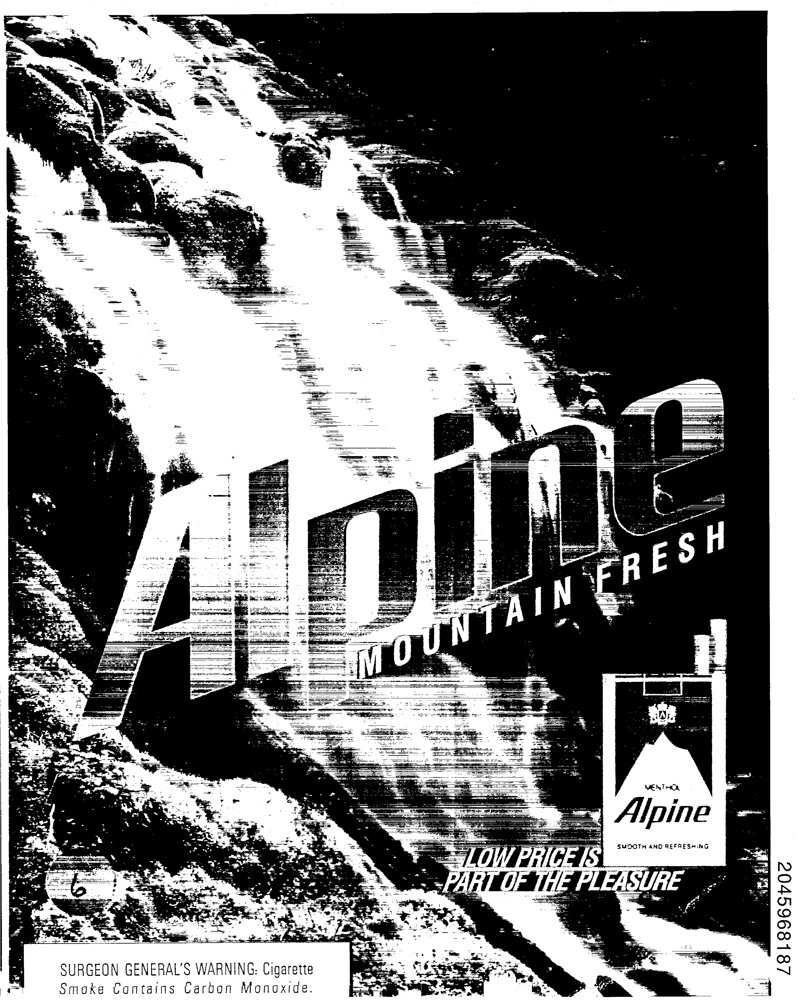 Alpine
MOUNTAIN FRESH
MENTHOL
Alpine
SMOOTH AND REFRESHING
LOW PRICE IS
PART OF THE PLEASURE
6
SURGEON GENERAL'S WARNING: Cigarette
Smoke Contains Carbon Monoxide.
2045968187